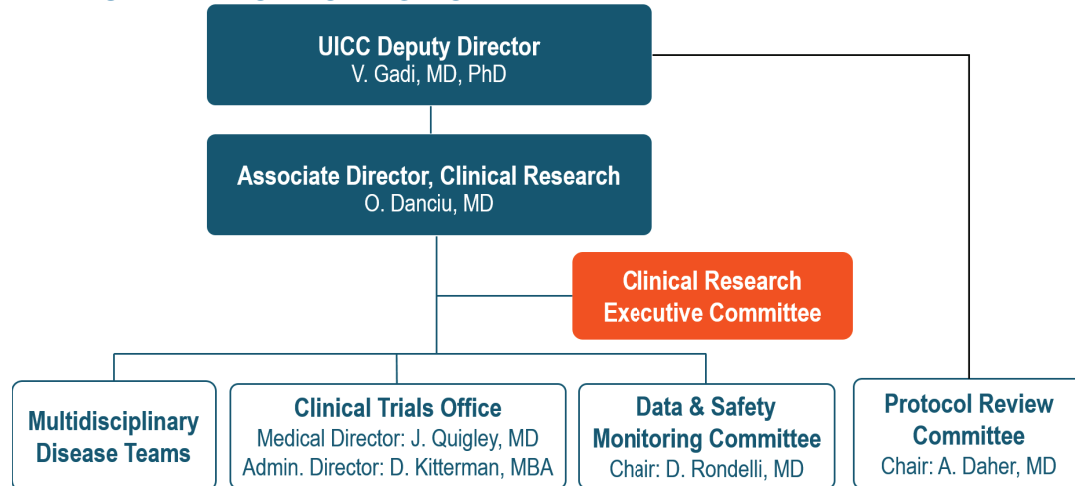 UICC Deputy Director
V. Gadi, MD, PhD
Associate Director, Clinical Research
O. Danciu, MD
Clinical Research
Executive Committee
Multidisciplinary
Disease Teams
Clinical Trials Office
Medical Director: J. Quigley, MD
Admin. Director: D. Kitterman, MBA
Data & Safety
Monitoring Committee
Chair: D. Rondelli, MD
Protocol Review
Committee
Chair: A. Daher, MD